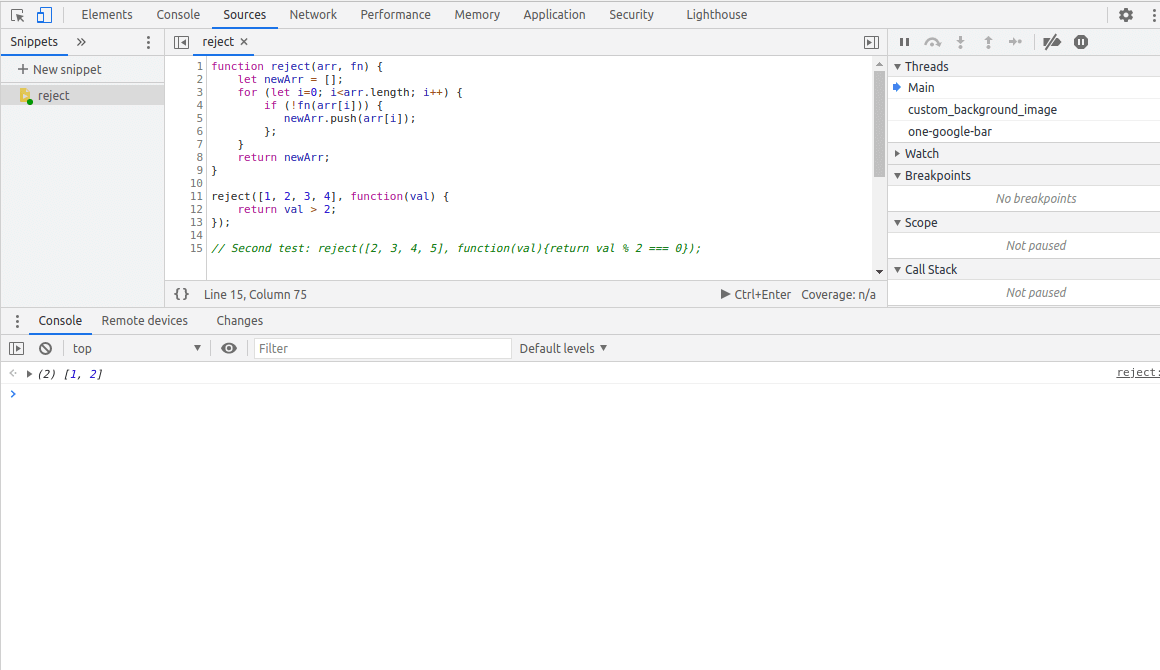 Elements Console Sources Network Performance Memory Application Security Lighthouse
Snippets » reject ×
+ New snippet
reject
1 function reject(arr, fn) {
2     let newArr = [];
3     for (let i=0; i<arr.length; i++) {
4         if (!fn(arr[i])) {
5            newArr.push(arr[i]);
6         };
7     }
8     return newArr;
9 }
10
11 reject([1, 2, 3, 4], function(val) {
12     return val > 2;
13 });
14
15 // Second test: reject([2, 3, 4, 5], function(val){return val % 2 === 0});
{} Line 15, Column 75 Ctrl+Enter Coverage: n/a
Threads
Main
custom_background_image
one-google-bar
Watch
Breakpoints
No breakpoints
Scope
Not paused
Call Stack
Not paused
Console Remote devices Changes
top Filter Default levels
(2) [1, 2] reject: